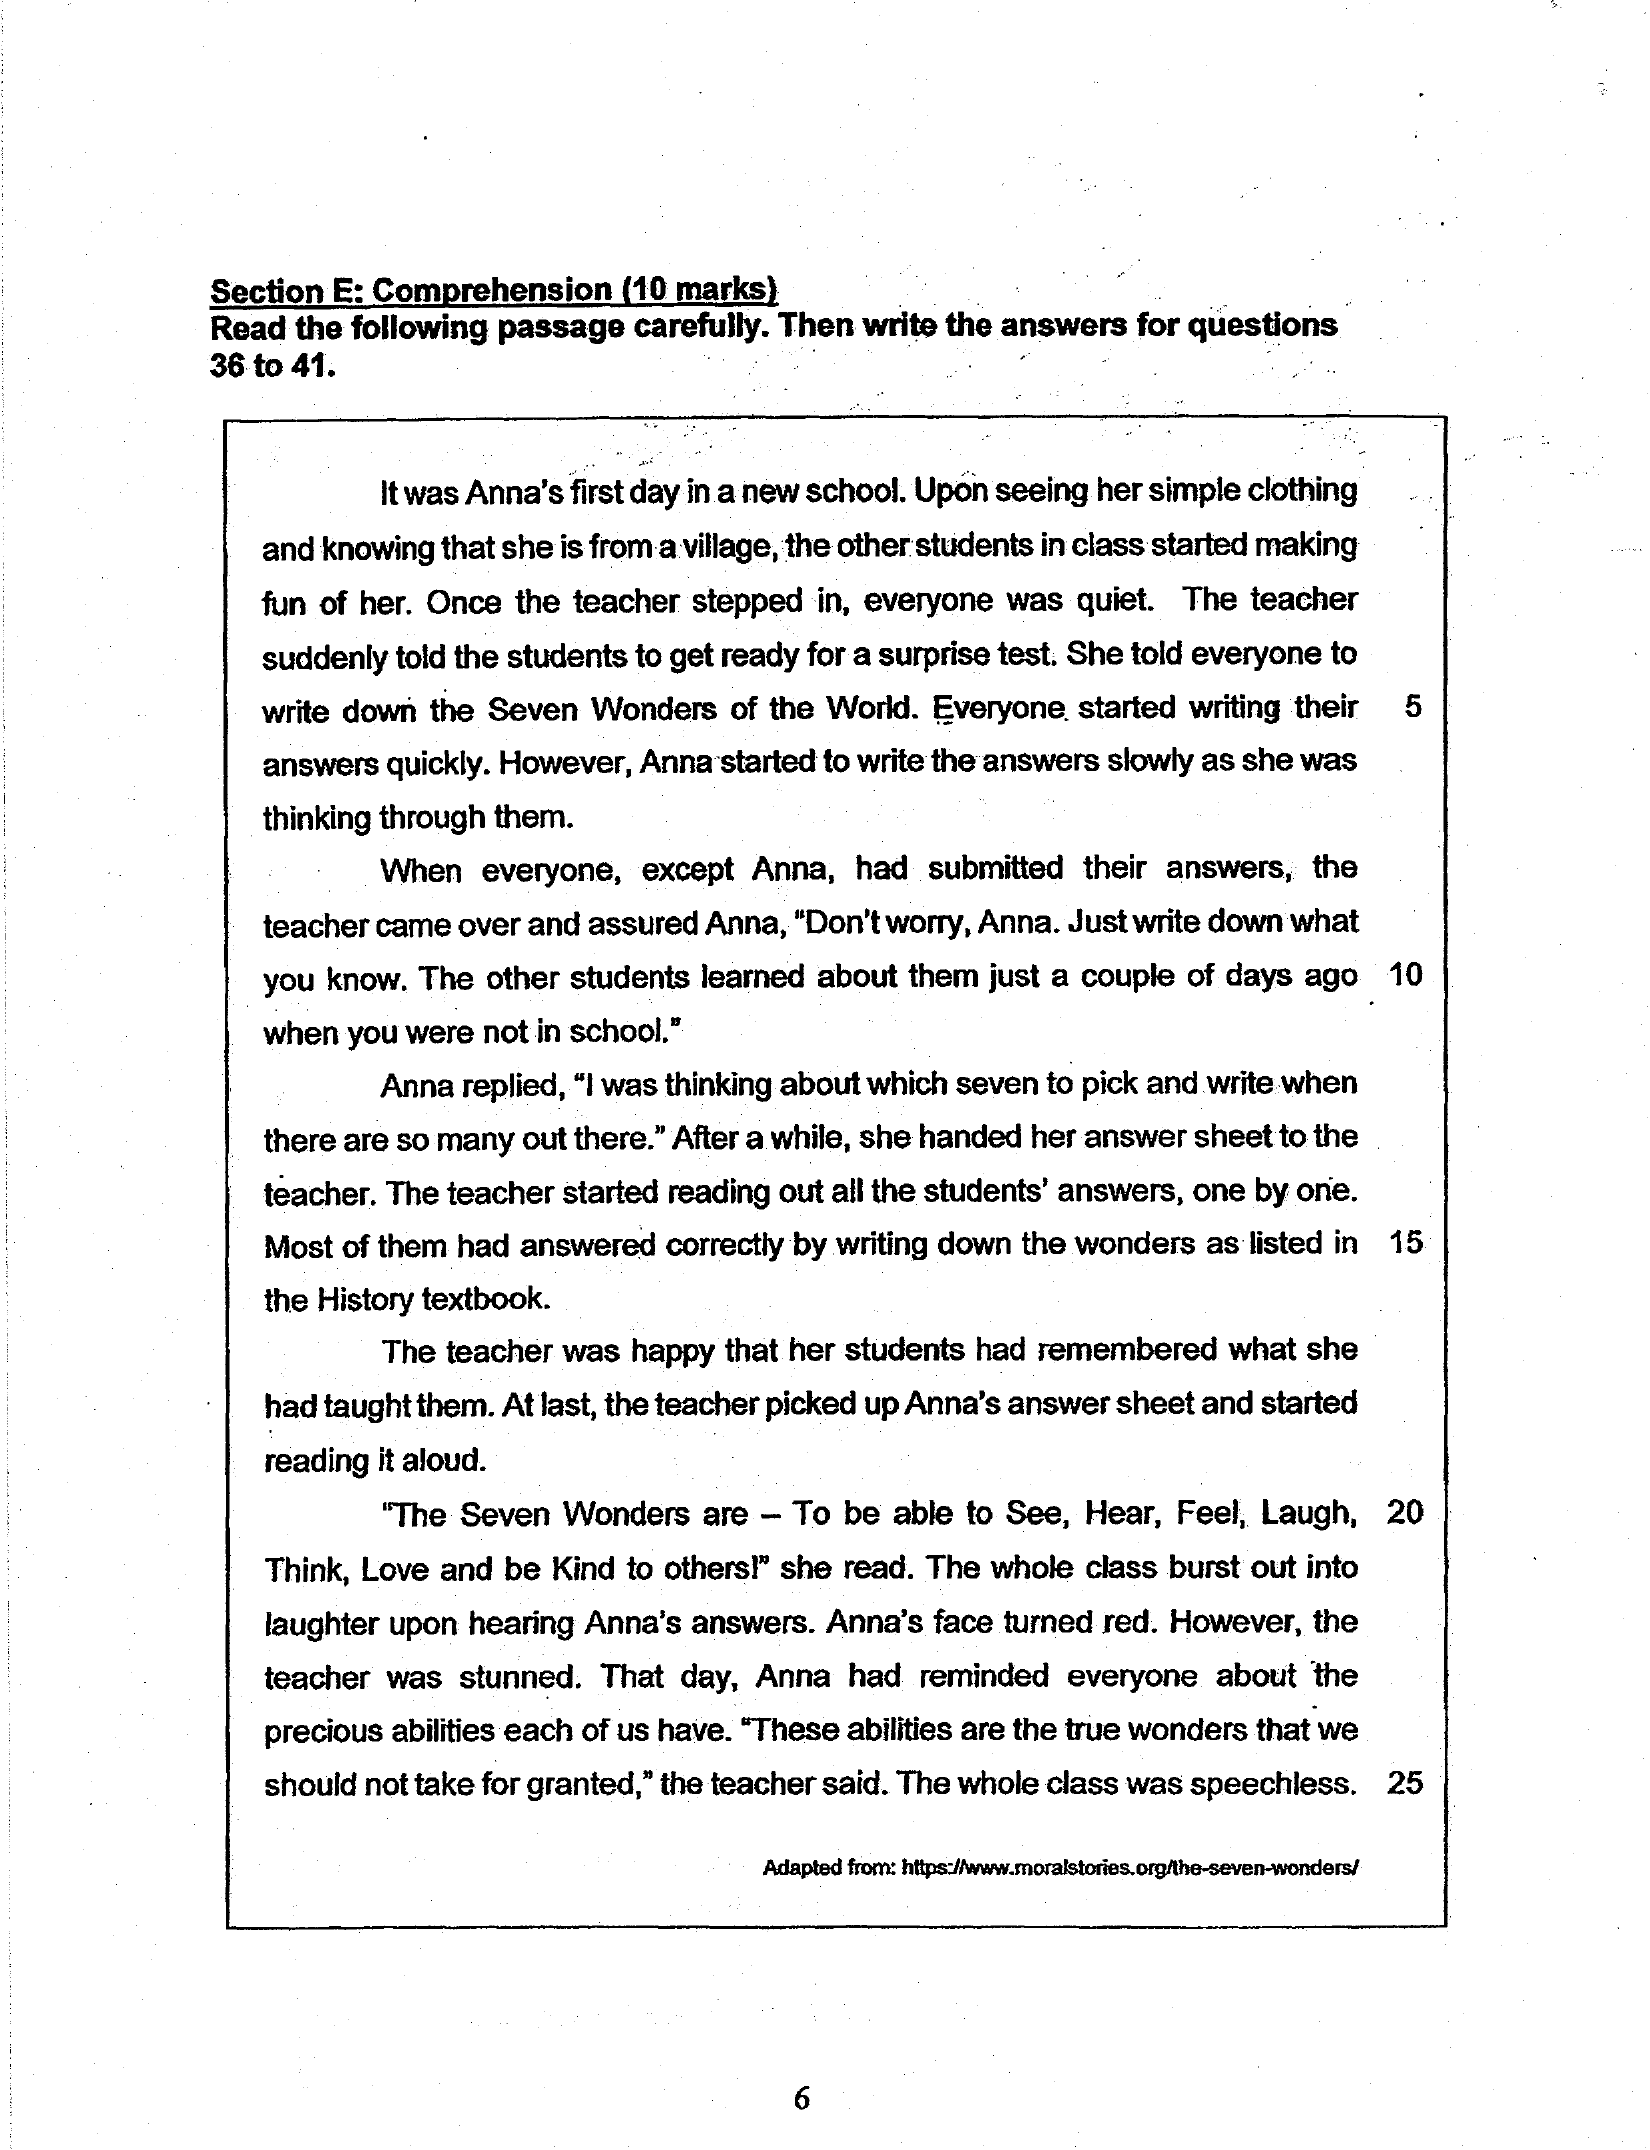 Section E: Comprehension (10 marks)
Read the following passage carefully. Then write the answers for questions
36 to 41.
It was Anna's first day in a new school. Upon seeing her simple clothing
and knowing that she is from a village, the other students in class started making
fun of her. Once the teacher stepped in, everyone was quiet. The teacher
suddenly told the students to get ready for a surprise test. She told everyone to
write down the Seven Wonders of the World. Everyone started writing their 5
answers quickly. However, Anna started to write the answers slowly as she was
thinking through them.
When everyone, except Anna, had submitted their answers, the
teacher came over and assured Anna, "Don't worry, Anna. Just write down what
you know. The other students learned about them just a couple of days ago 10
when you were not in school."
Anna replied, "I was thinking about which seven to pick and write when
there are so many out there." After a while, she handed her answer sheet to the
teacher. The teacher started reading out all the students' answers, one by one.
Most of them had answered correctly by writing down the wonders as listed in 15
the History textbook.
The teacher was happy that her students had remembered what she
had taught them. At last, the teacher picked up Anna's answer sheet and started
reading it aloud.
"The Seven Wonders are – To be able to See, Hear, Feel, Laugh, 20
Think, Love and be Kind to others!" she read. The whole class burst out into
laughter upon hearing Anna's answers. Anna's face turned red. However, the
teacher was stunned. That day, Anna had reminded everyone about the
precious abilities each of us have. "These abilities are the true wonders that we
should not take for granted," the teacher said. The whole class was speechless. 25
Adapted from: https://www.moralstories.org/the-seven-wonders/
6